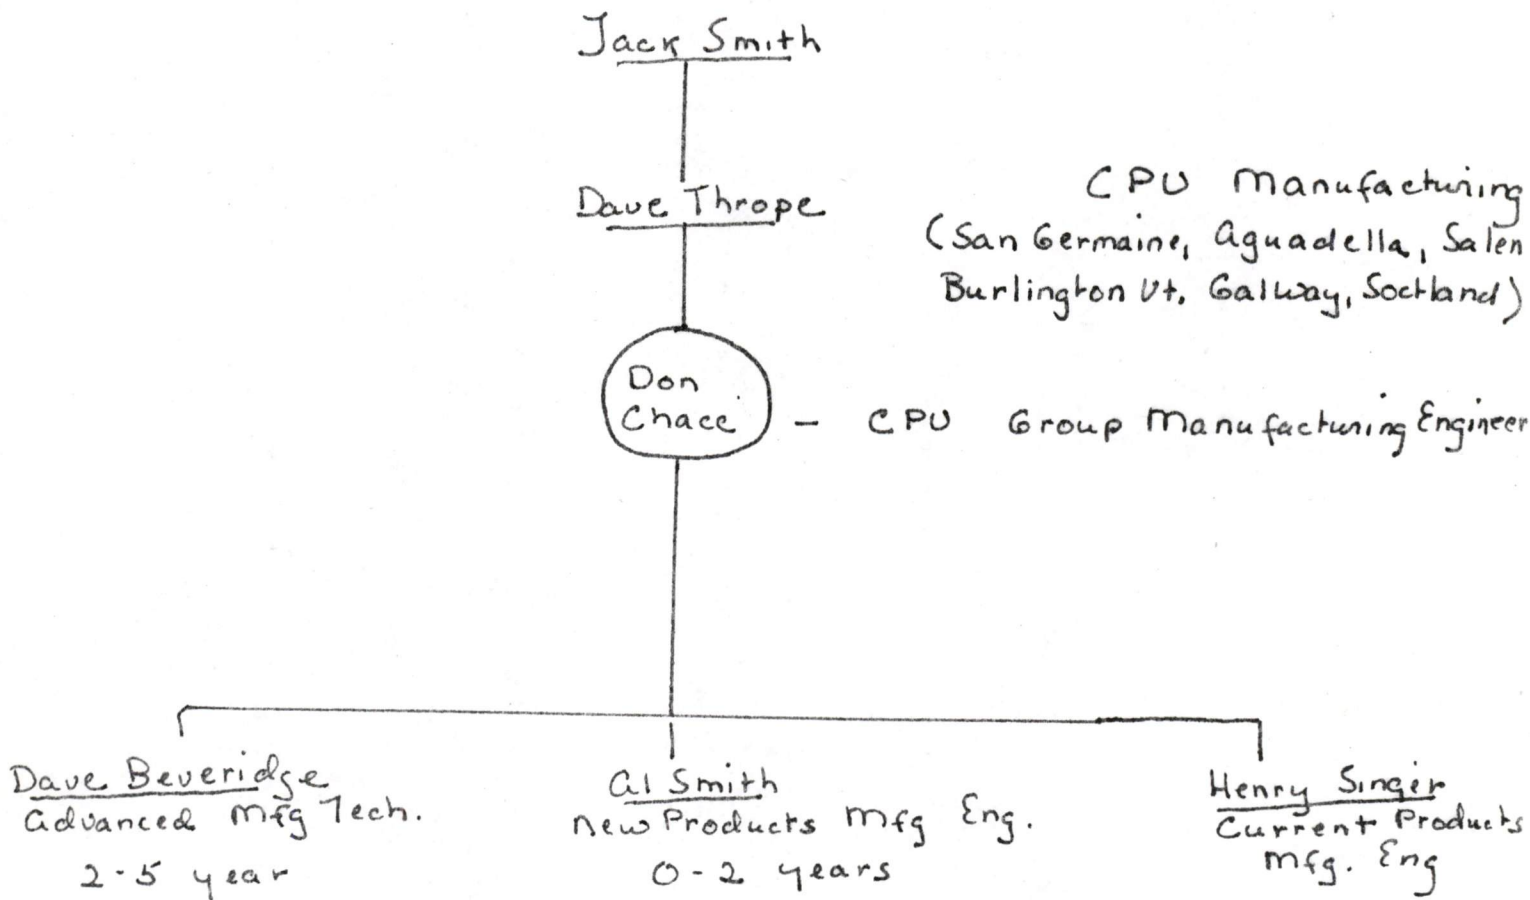 Jack Smith
Dave Thrope
CPU Manufacturing
(San Germaine, Aguadella, Salen
Burlington Vt. Galway, Soctland)
Don
Chace
- CPU Group Manufacturing Engineer
Dave Beveridge
Advanced Mfg Tech.
2-5 year
Al Smith
New Products Mfg Eng.
0-2 years
Henry Singer
Current Products
Mfg. Eng